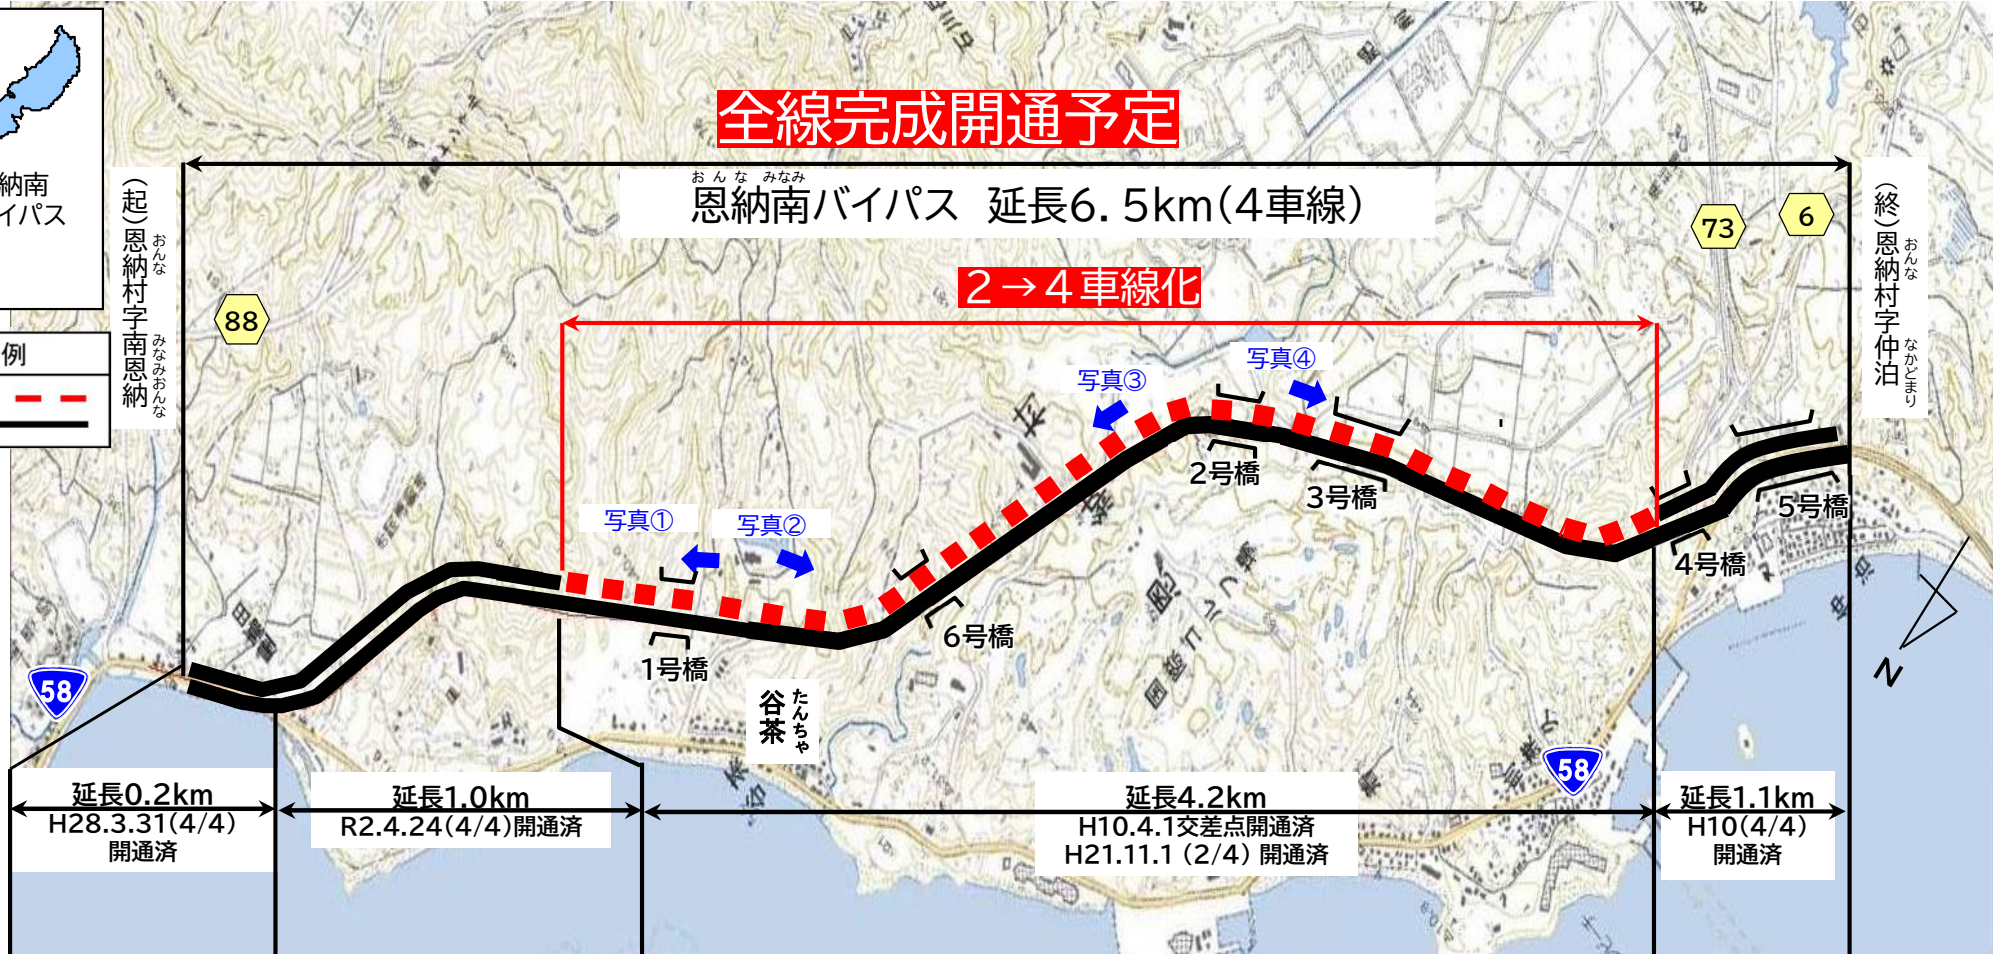 全線完成開通予定
おんな みなみ
恩納南バイパス 延長6.5km(4車線)
2→4車線化
納南
イパス
例
(起)恩納村字南恩納
おんな
みなみおんな
(終)恩納村字仲泊
おんな
なかどまり
88
73
6
写真①
写真②
写真③
写真④
1号橋
6号橋
2号橋
3号橋
4号橋
5号橋
谷茶
たんちゃ
58
58
N
延長0.2km
H28.3.31(4/4)
開通済
延長1.0km
R2.4.24(4/4)開通済
延長4.2km
H10.4.1交差点開通済
H21.11.1 (2/4) 開通済
延長1.1km
H10(4/4)
開通済